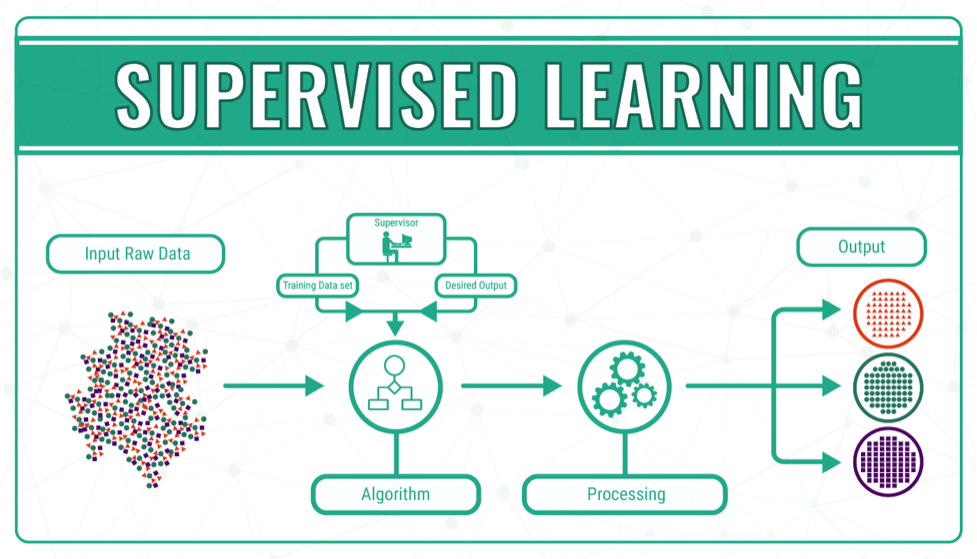 SUPERVISED LEARNING
Supervisor
Input Raw Data
Training Data set
Desired Output
Output
Algorithm
Processing